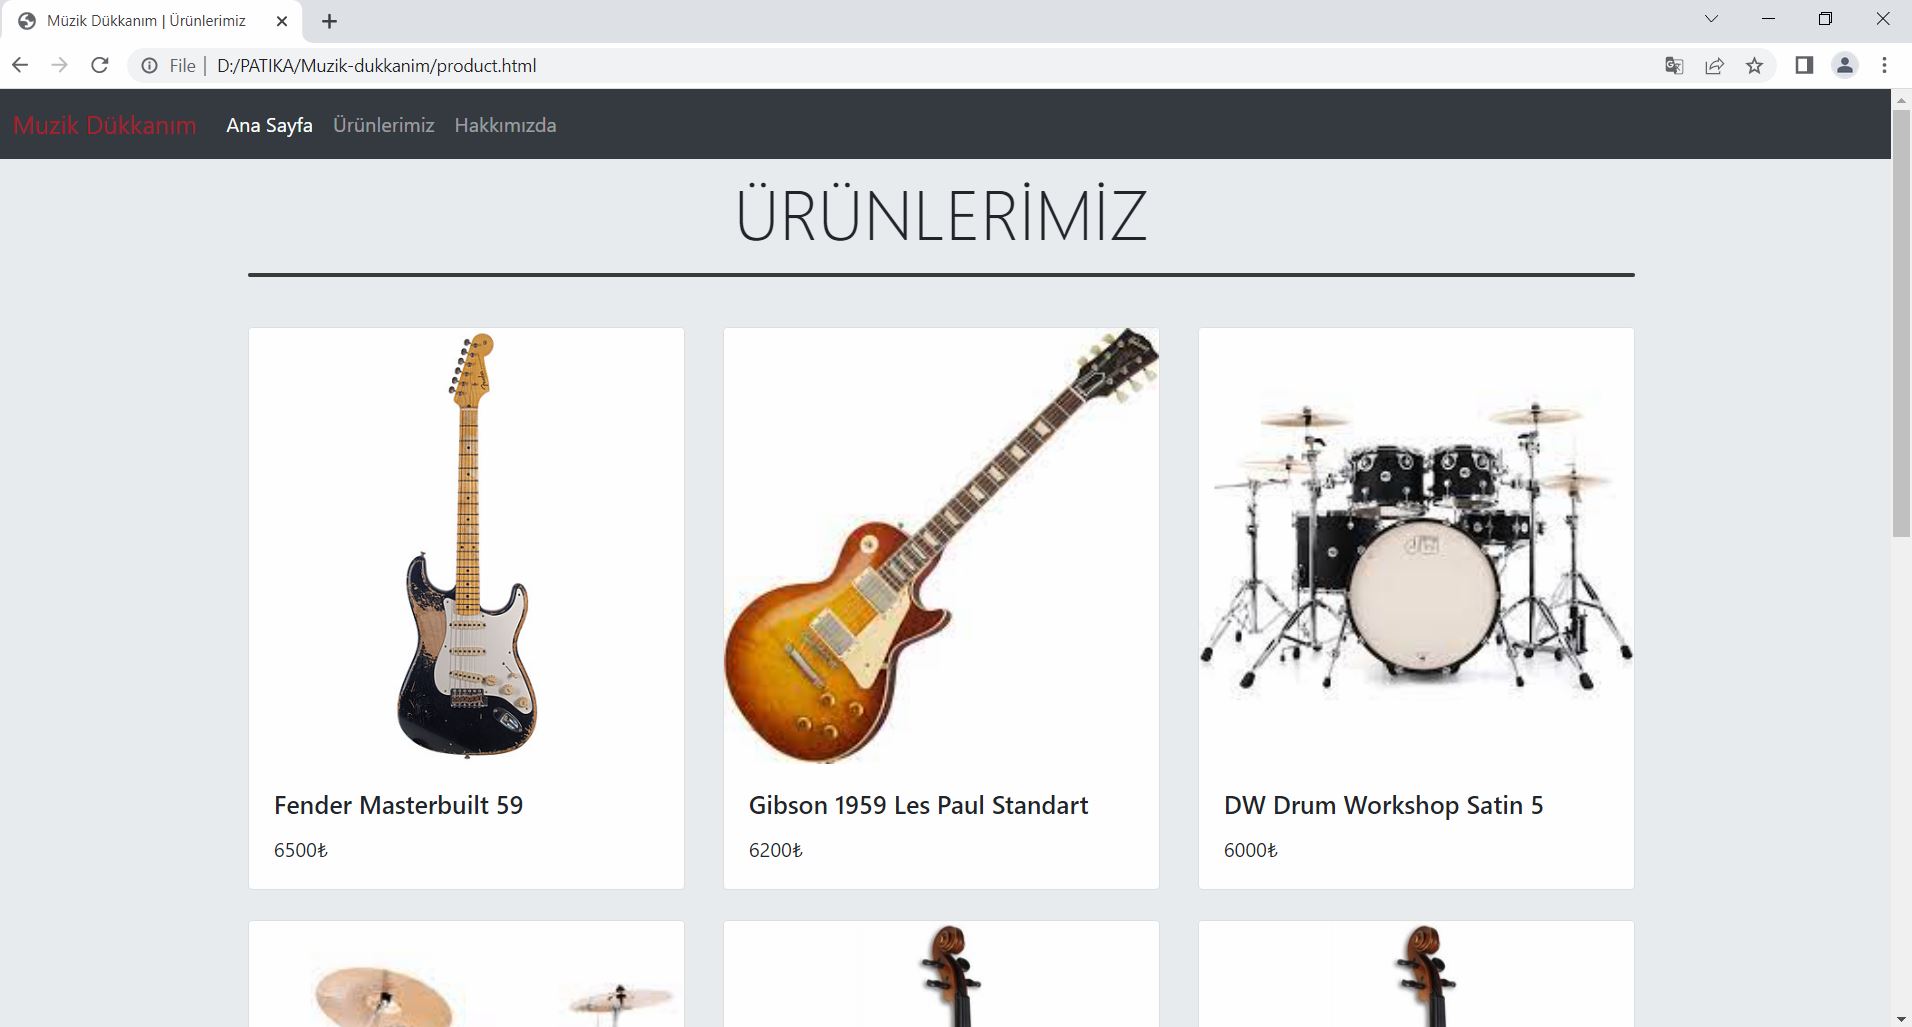 Müzik Dükkanım | Ürünlerimiz
File | D:/PATIKA/Muzik-dukkanim/product.html
Muzik Dükkanım Ana Sayfa Ürünlerimiz Hakkımızda
ÜRÜNLERİMİZ
dw
Fender Masterbuilt 59
Gibson 1959 Les Paul Standart
DW Drum Workshop Satin 5
6500₺
6200₺
6000₺